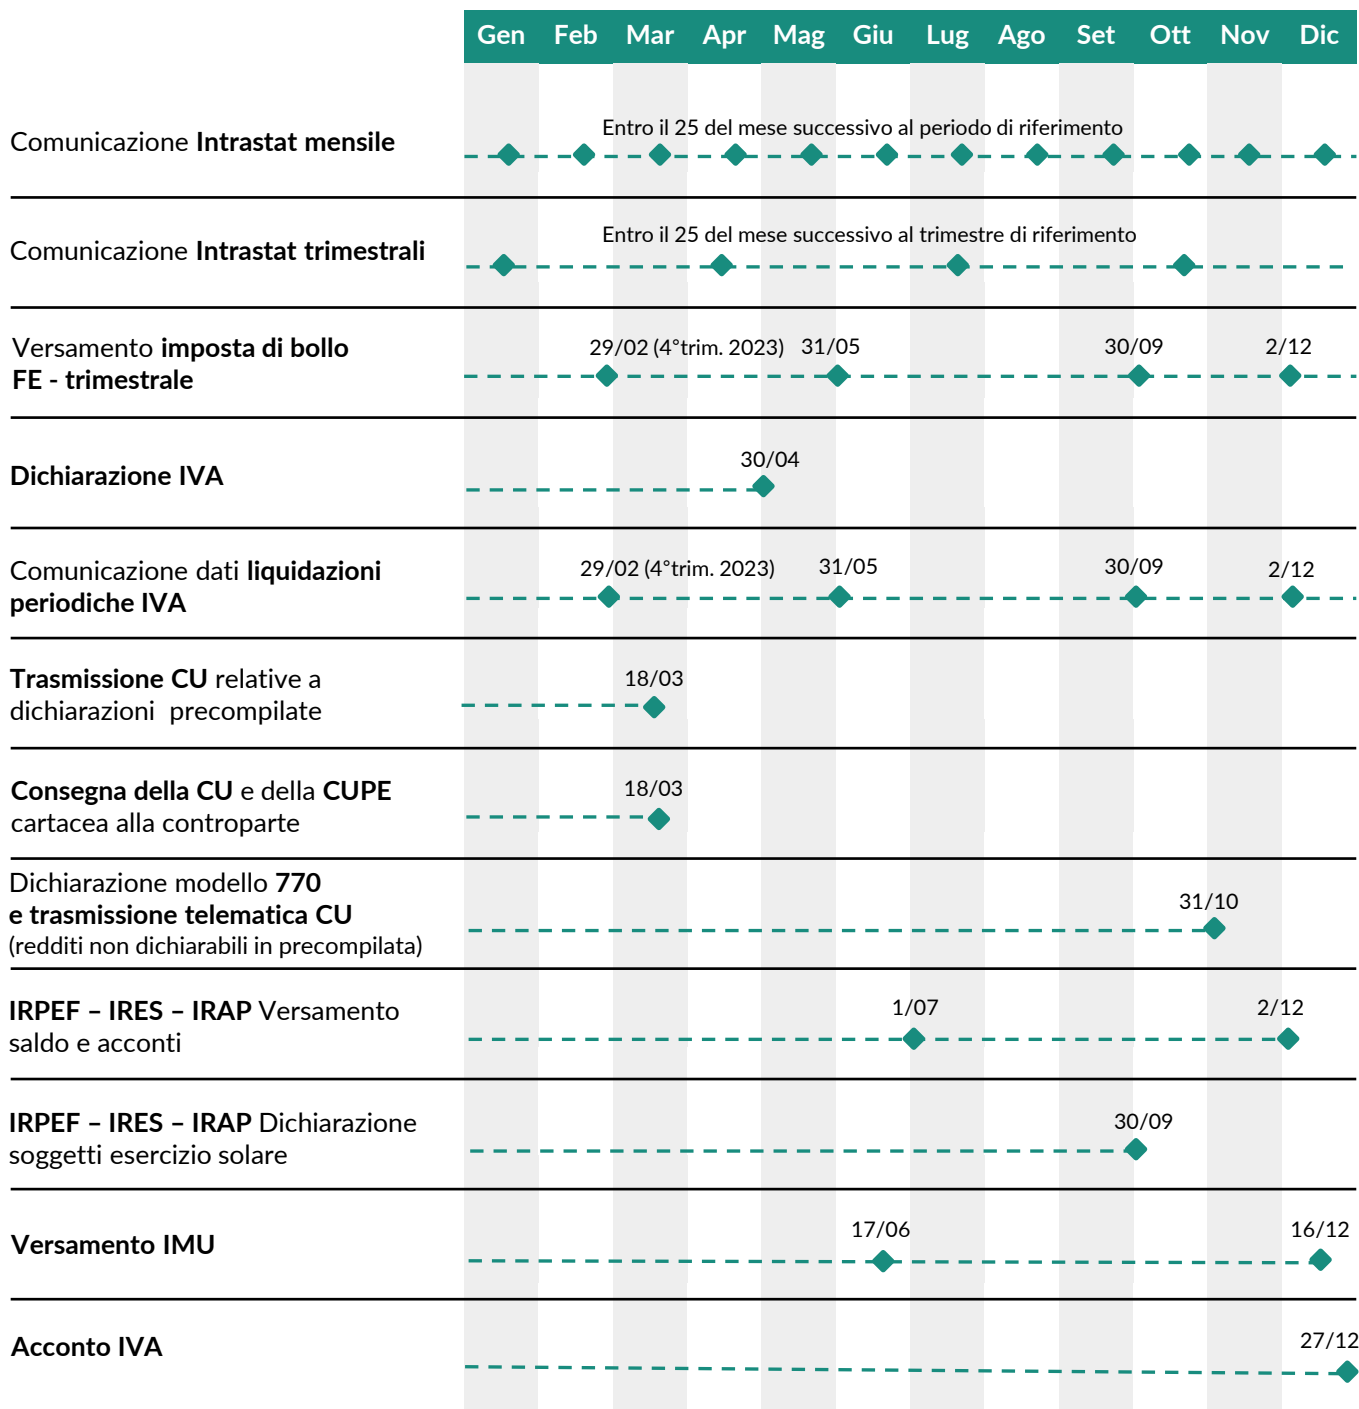 Gen Feb Mar Apr Mag Giu Lug Ago Set Ott Nov Dic
Entro il 25 del mese successivo al periodo di riferimento
Comunicazione Intrastat mensile
Entro il 25 del mese successivo al trimestre di riferimento
Comunicazione Intrastat trimestrali
Versamento imposta di bollo
FE - trimestrale
29/02 (4°trim. 2023) 31/05 30/09 2/12
Dichiarazione IVA
30/04
Comunicazione dati liquidazioni
periodiche IVA
29/02 (4°trim. 2023) 31/05 30/09 2/12
Trasmissione CU relative a
dichiarazioni precompilate
18/03
Consegna della CU e della CUPE
cartacea alla controparte
18/03
Dichiarazione modello 770
e trasmissione telematica CU
(redditi non dichiarabili in precompilata)
31/10
IRPEF – IRES – IRAP Versamento
saldo e acconti
1/07 2/12
IRPEF – IRES – IRAP Dichiarazione
soggetti esercizio solare
30/09
Versamento IMU
17/06 16/12
Acconto IVA
27/12